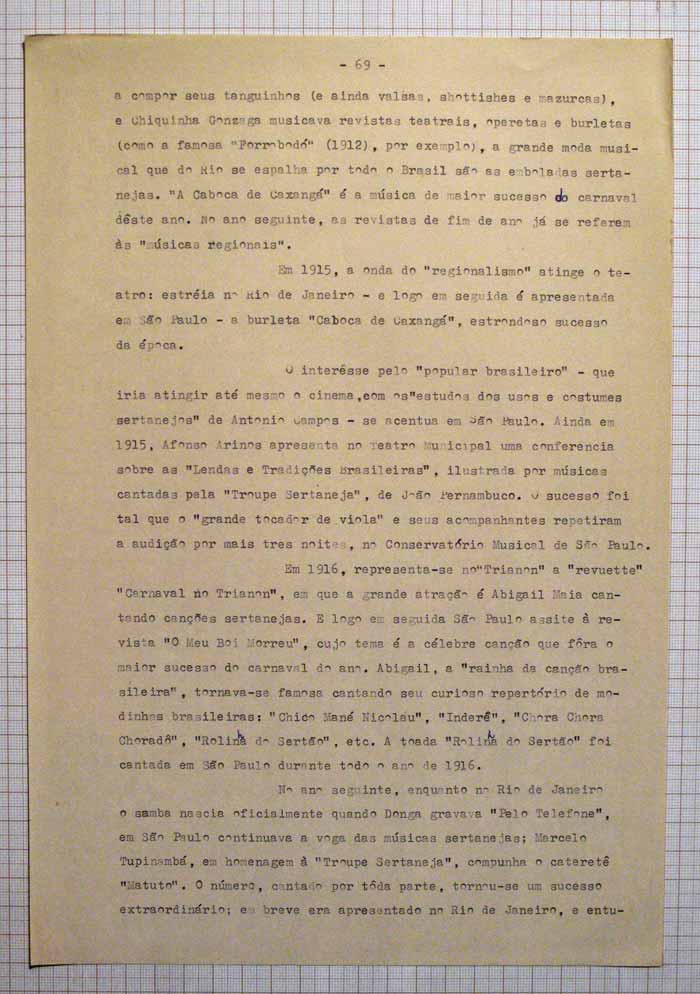 - 69 -
a compor seus tanguinhos (e ainda valsas, shottishes e mazurcas),
e Chiquinha Gonzaga musicava revistas teatrais, operetas e burletas
(como a famosa "Forrobodó" (1912), por exemplo), a grande moda musi-
cal que do Rio se espalha por todo o Brasil são as emboladas serta-
nejas. "A Caboca de Caxangá" é a música de maior sucesso do carnaval
dêste ano. No ano seguinte, as revistas de fim de ano já se referem
às "músicas regionais".
Em 1915, a onda do "regionalismo" atinge o te-
atro: estréia no Rio de Janeiro - e logo em seguida é apresentada
em São Paulo - a burleta "Caboca de Caxangá", estrondoso sucesso
da época.
O interêsse pelo "popular brasileiro" - que
iria atingir até mesmo o cinema,com os"estudos dos usos e costumes
sertanejos" de Antonio Campos - se acentua em São Paulo. Ainda em
1915, Afonso Arinos apresenta no Teatro Municipal uma conferencia
sobre as "Lendas e Tradições Brasileiras", ilustrada por músicas
cantadas pela "Troupe Sertaneja", de João Pernambuco. O sucesso foi
tal que o "grande tocador de viola" e seus acompanhantes repetiram
a audição por mais tres noites, no Conservatório Musical de São Paulo.
Em 1916, representa-se no"Trianon" a "revuette"
"Carnaval no Trianon", em que a grande atração é Abigail Maia can-
tando canções sertanejas. E logo em seguida São Paulo assite à re-
vista "O Meu Boi Morreu", cujo tema é a célebre canção que fôra o
maior sucesso do carnaval do ano. Abigail, a "rainha da canção bra-
sileira", tornava-se famosa cantando seu curioso repertório de mo-
dinhas brasileiras: "Chico Mané Nicolau", "Inderê", "Chora Chora
Choradô", "Rolinha do Sertão", etc. A toada "Rolinha do Sertão" foi
cantada em São Paulo durante todo o ano de 1916.
No ano seguinte, enquanto no Rio de Janeiro
o samba nascia oficialmente quando Donga gravava "Pelo Telefone",
em São Paulo continuava a voga das músicas sertanejas; Marcelo
Tupinambá, em homenagem à "Troupe Sertaneja", compunha o cateretê
"Matuto". O número, cantado por tôda parte, tornou-se um sucesso
extraordinário; em breve era apresentado no Rio de Janeiro, e entu-